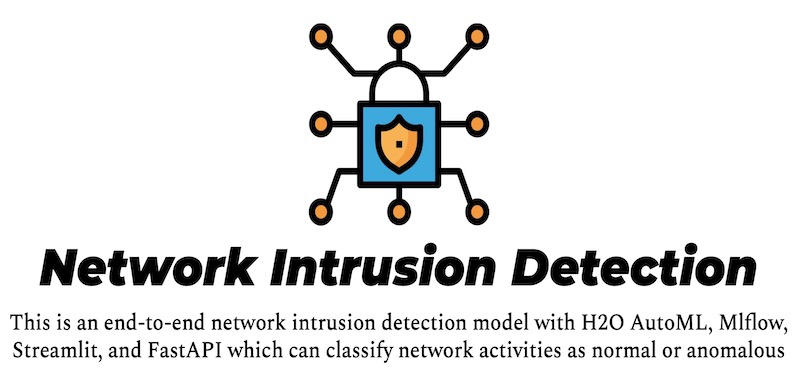 Network Intrusion Detection
This is an end-to-end network intrusion detection model with H2O AutoML, Mlflow,
Streamlit, and FastAPI which can classify network activities as normal or anomalous